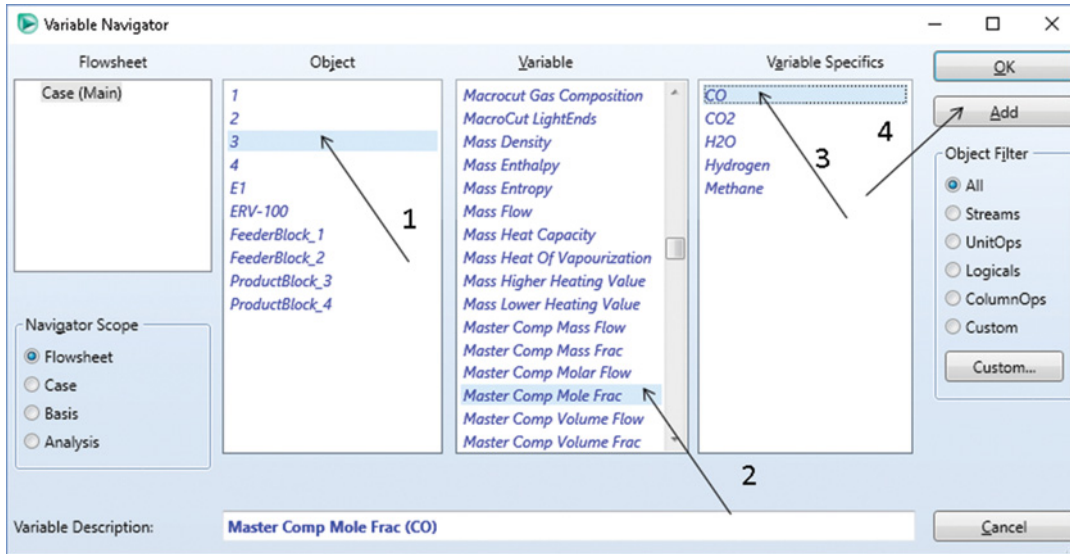 Variable Navigator
Flowsheet
Case (Main)
Navigator Scope
Flowsheet
Case
Basis
Analysis
Object
1
2
3
4
E1
ERV-100
FeederBlock_1
FeederBlock_2
ProductBlock_3
ProductBlock_4
1
Variable
Macrocut Gas Composition
MacroCut LightEnds
Mass Density
Mass Enthalpy
Mass Entropy
Mass Flow
Mass Heat Capacity
Mass Heat Of Vapourization
Mass Higher Heating Value
Mass Lower Heating Value
Master Comp Mass Flow
Master Comp Mass Frac
Master Comp Molar Flow
Master Comp Mole Frac
Master Comp Volume Flow
Master Comp Volume Frac
2
Variable Specifics
CO
CO2
H2O
Hydrogen
Methane
3
4
OK
Add
Object Filter
All
Streams
UnitOps
Logicals
ColumnOps
Custom
Custom...
Variable Description:
Master Comp Mole Frac (CO)
Cancel